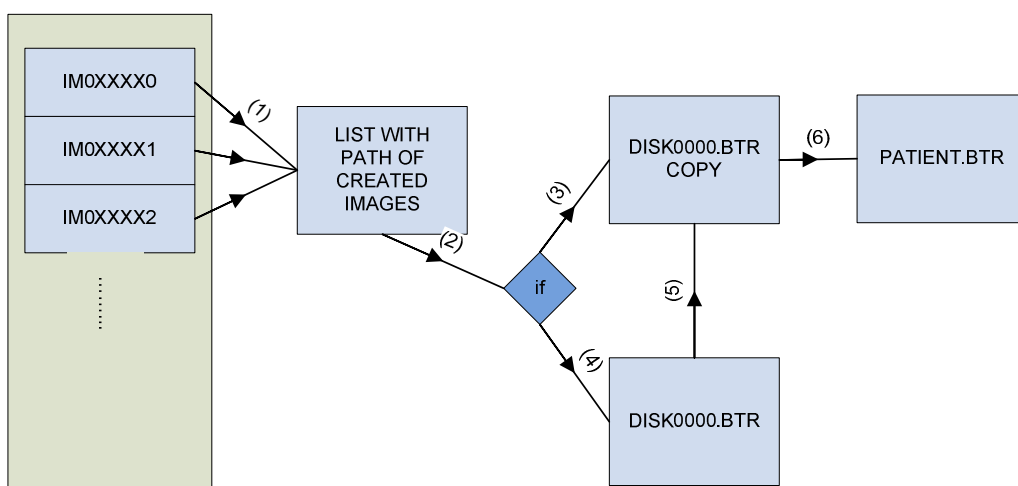 IM0XXXX0
IM0XXXX1
IM0XXXX2
........
(1)
LIST WITH
PATH OF
CREATED
IMAGES
(2)
if
(3)
(4)
DISK0000.BTR
COPY
(5)
DISK0000.BTR
(6)
PATIENT.BTR